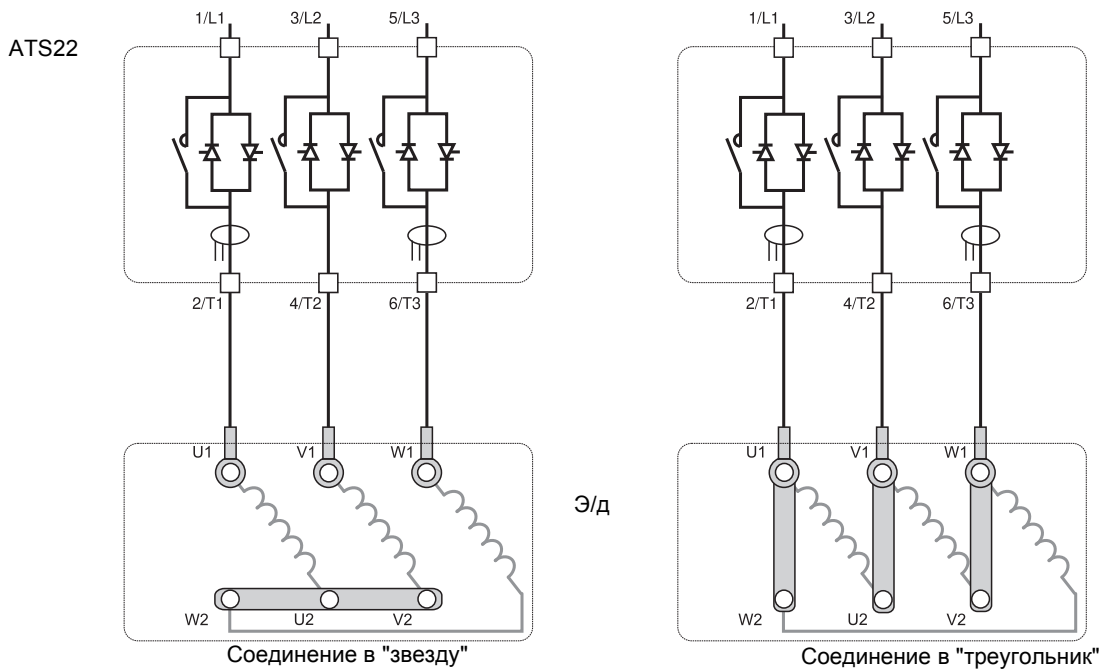 1/L1 3/L2 5/L3 1/L1 3/L2 5/L3
ATS22
2/T1 4/T2 6/T3 2/T1 4/T2 6/T3
U1 V1 W1 U1 V1 W1
Э/д
W2 U2 V2 W2 U2 V2
Соединение в "звезду" Соединение в "треугольник"